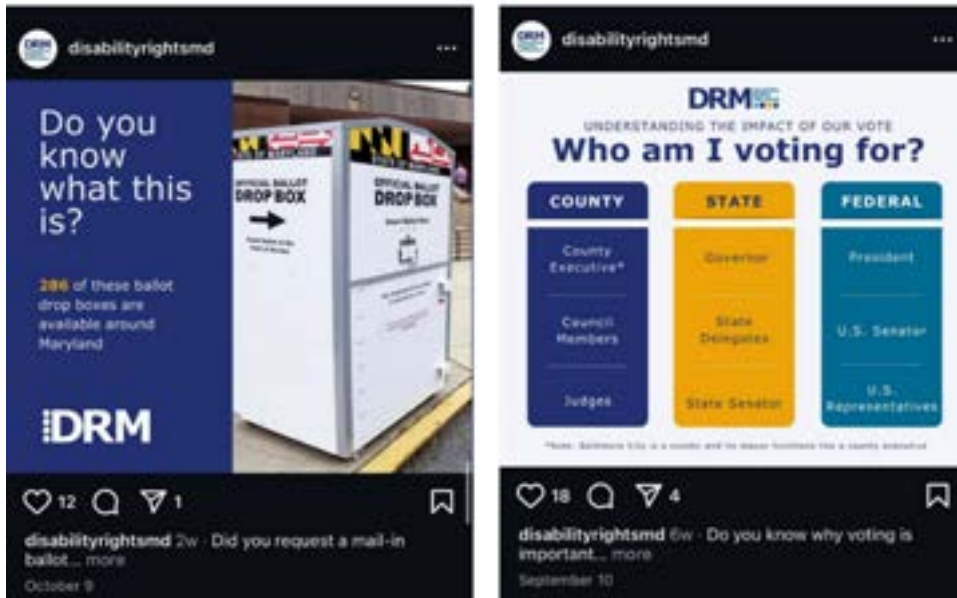 disabilityrightsmd
Do you
know
what this
is?
286 of these ballot
drop boxes are
available around
Maryland
DRM
OFFICIAL BALLOT
DROP BOX
OFFICIAL BALLOT
DROP BOX
12
1
disabilityrightsmd 2w · Did you request a mail-in
ballot... more
October 9
disabilityrightsmd
DRM
UNDERSTANDING THE IMPACT OF OUR VOTE
Who am I voting for?
COUNTY
County
Executive*
Council
Members
Judges
STATE
Governor
State
Delegates
State Senator
FEDERAL
President
U.S. Senator
U.S.
Representatives
*Note: Baltimore City is a county and its mayor functions like a county executive
18
4
disabilityrightsmd 6w · Do you know why voting is
important... more
September 10